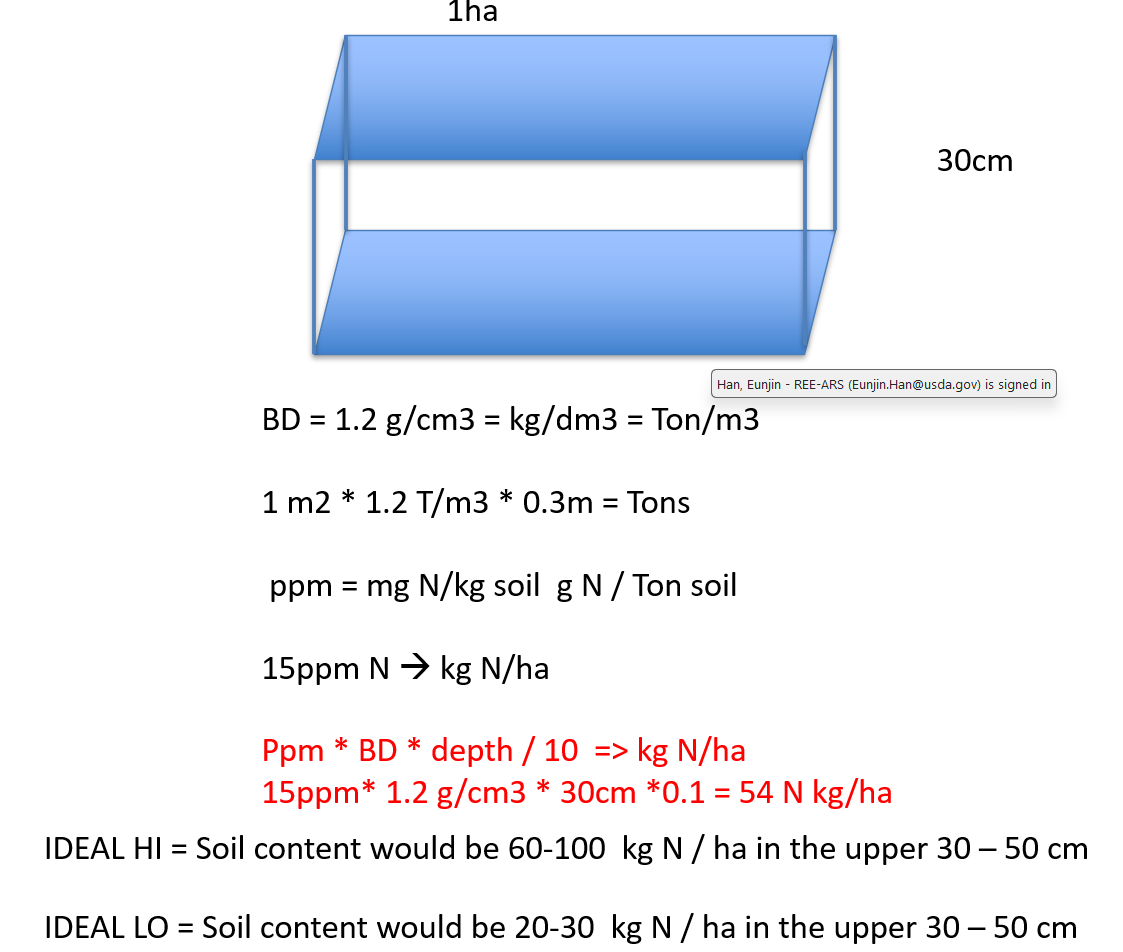 1ha
30cm
Han, Eunjin - REE-ARS (Eunjin.Han@usda.gov) is signed in
BD = 1.2 g/cm3 = kg/dm3 = Ton/m3
1 m2 * 1.2 T/m3 * 0.3m = Tons
ppm = mg N/kg soil  g N / Ton soil
15ppm N → kg N/ha
Ppm * BD * depth / 10  => kg N/ha
15ppm* 1.2 g/cm3 * 30cm *0.1 = 54 N kg/ha
IDEAL HI = Soil content would be 60-100  kg N / ha in the upper 30 – 50 cm
IDEAL LO = Soil content would be 20-30  kg N / ha in the upper 30 – 50 cm